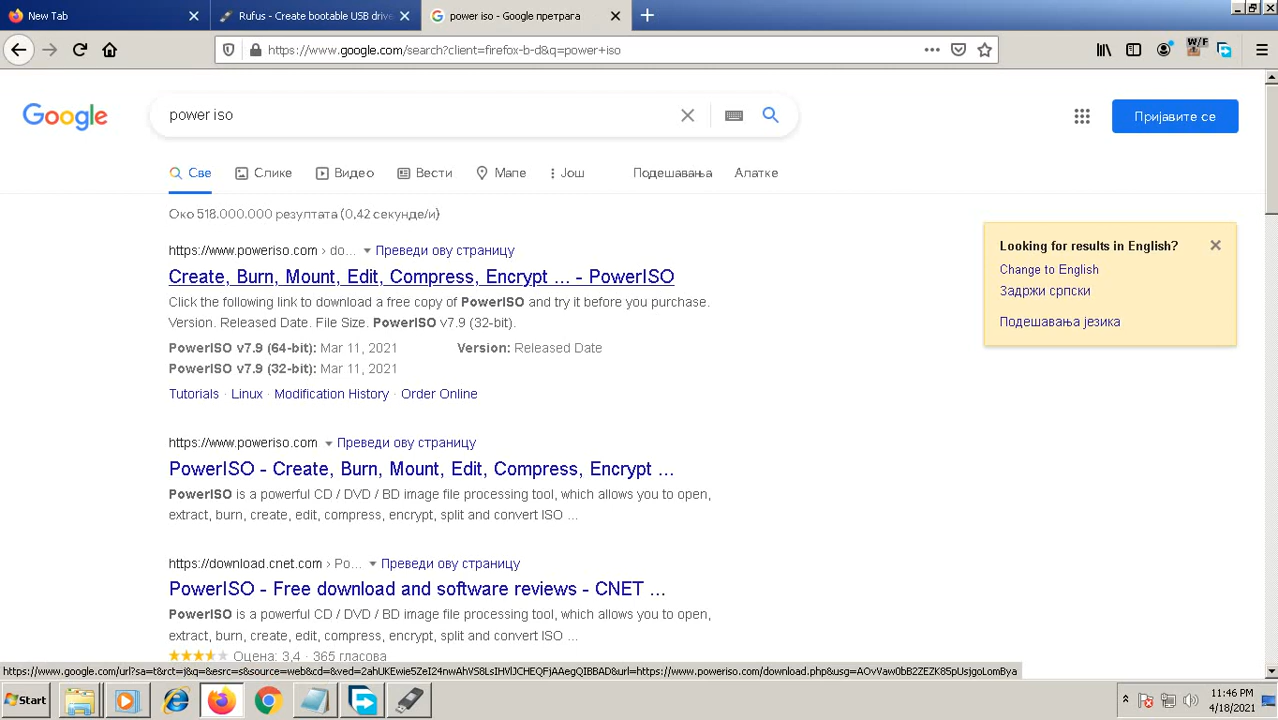 New Tab
Rufus - Create bootable USB drive
power iso - Google претрага
https://www.google.com/search?client=firefox-b-d&q=power+iso
W/F
Google
power iso
Пријавите се
Све
Слике
Видео
Вести
Мапе
Још
Подешавања
Алатке
Око 518.000.000 резултата (0,42 секунде/и)
https://www.poweriso.com › do... Преведи ову страницу
Create, Burn, Mount, Edit, Compress, Encrypt ... - PowerISO
Click the following link to download a free copy of PowerISO and try it before you purchase.
Version. Released Date. File Size. PowerISO v7.9 (32-bit).
PowerISO v7.9 (64-bit): Mar 11, 2021 Version: Released Date
PowerISO v7.9 (32-bit): Mar 11, 2021
Tutorials · Linux · Modification History · Order Online
Looking for results in English?
Change to English
Задржи српски
Подешавања језика
https://www.poweriso.com Преведи ову страницу
PowerISO - Create, Burn, Mount, Edit, Compress, Encrypt ...
PowerISO is a powerful CD / DVD / BD image file processing tool, which allows you to open,
extract, burn, create, edit, compress, encrypt, split and convert ISO ...
https://download.cnet.com › Po... Преведи ову страницу
PowerISO - Free download and software reviews - CNET ...
PowerISO is a powerful CD / DVD / BD image file processing tool, which allows you to open,
extract, burn, create, edit, compress, encrypt, split and convert ISO ...
Оцена: 3,4 · 365 гласова
https://www.google.com/url?sa=t&rct=j&q=&esrc=s&source=web&cd=&ved=2ahUKEwie5ZeI24nwAhVS8LsIHVlJCHEQFjAAegQIBBAD&url=https://www.poweriso.com/download.php&usg=AOvVaw0bB2ZEZK85pUsjgoLomBya
Start
11:46 PM
4/18/2021